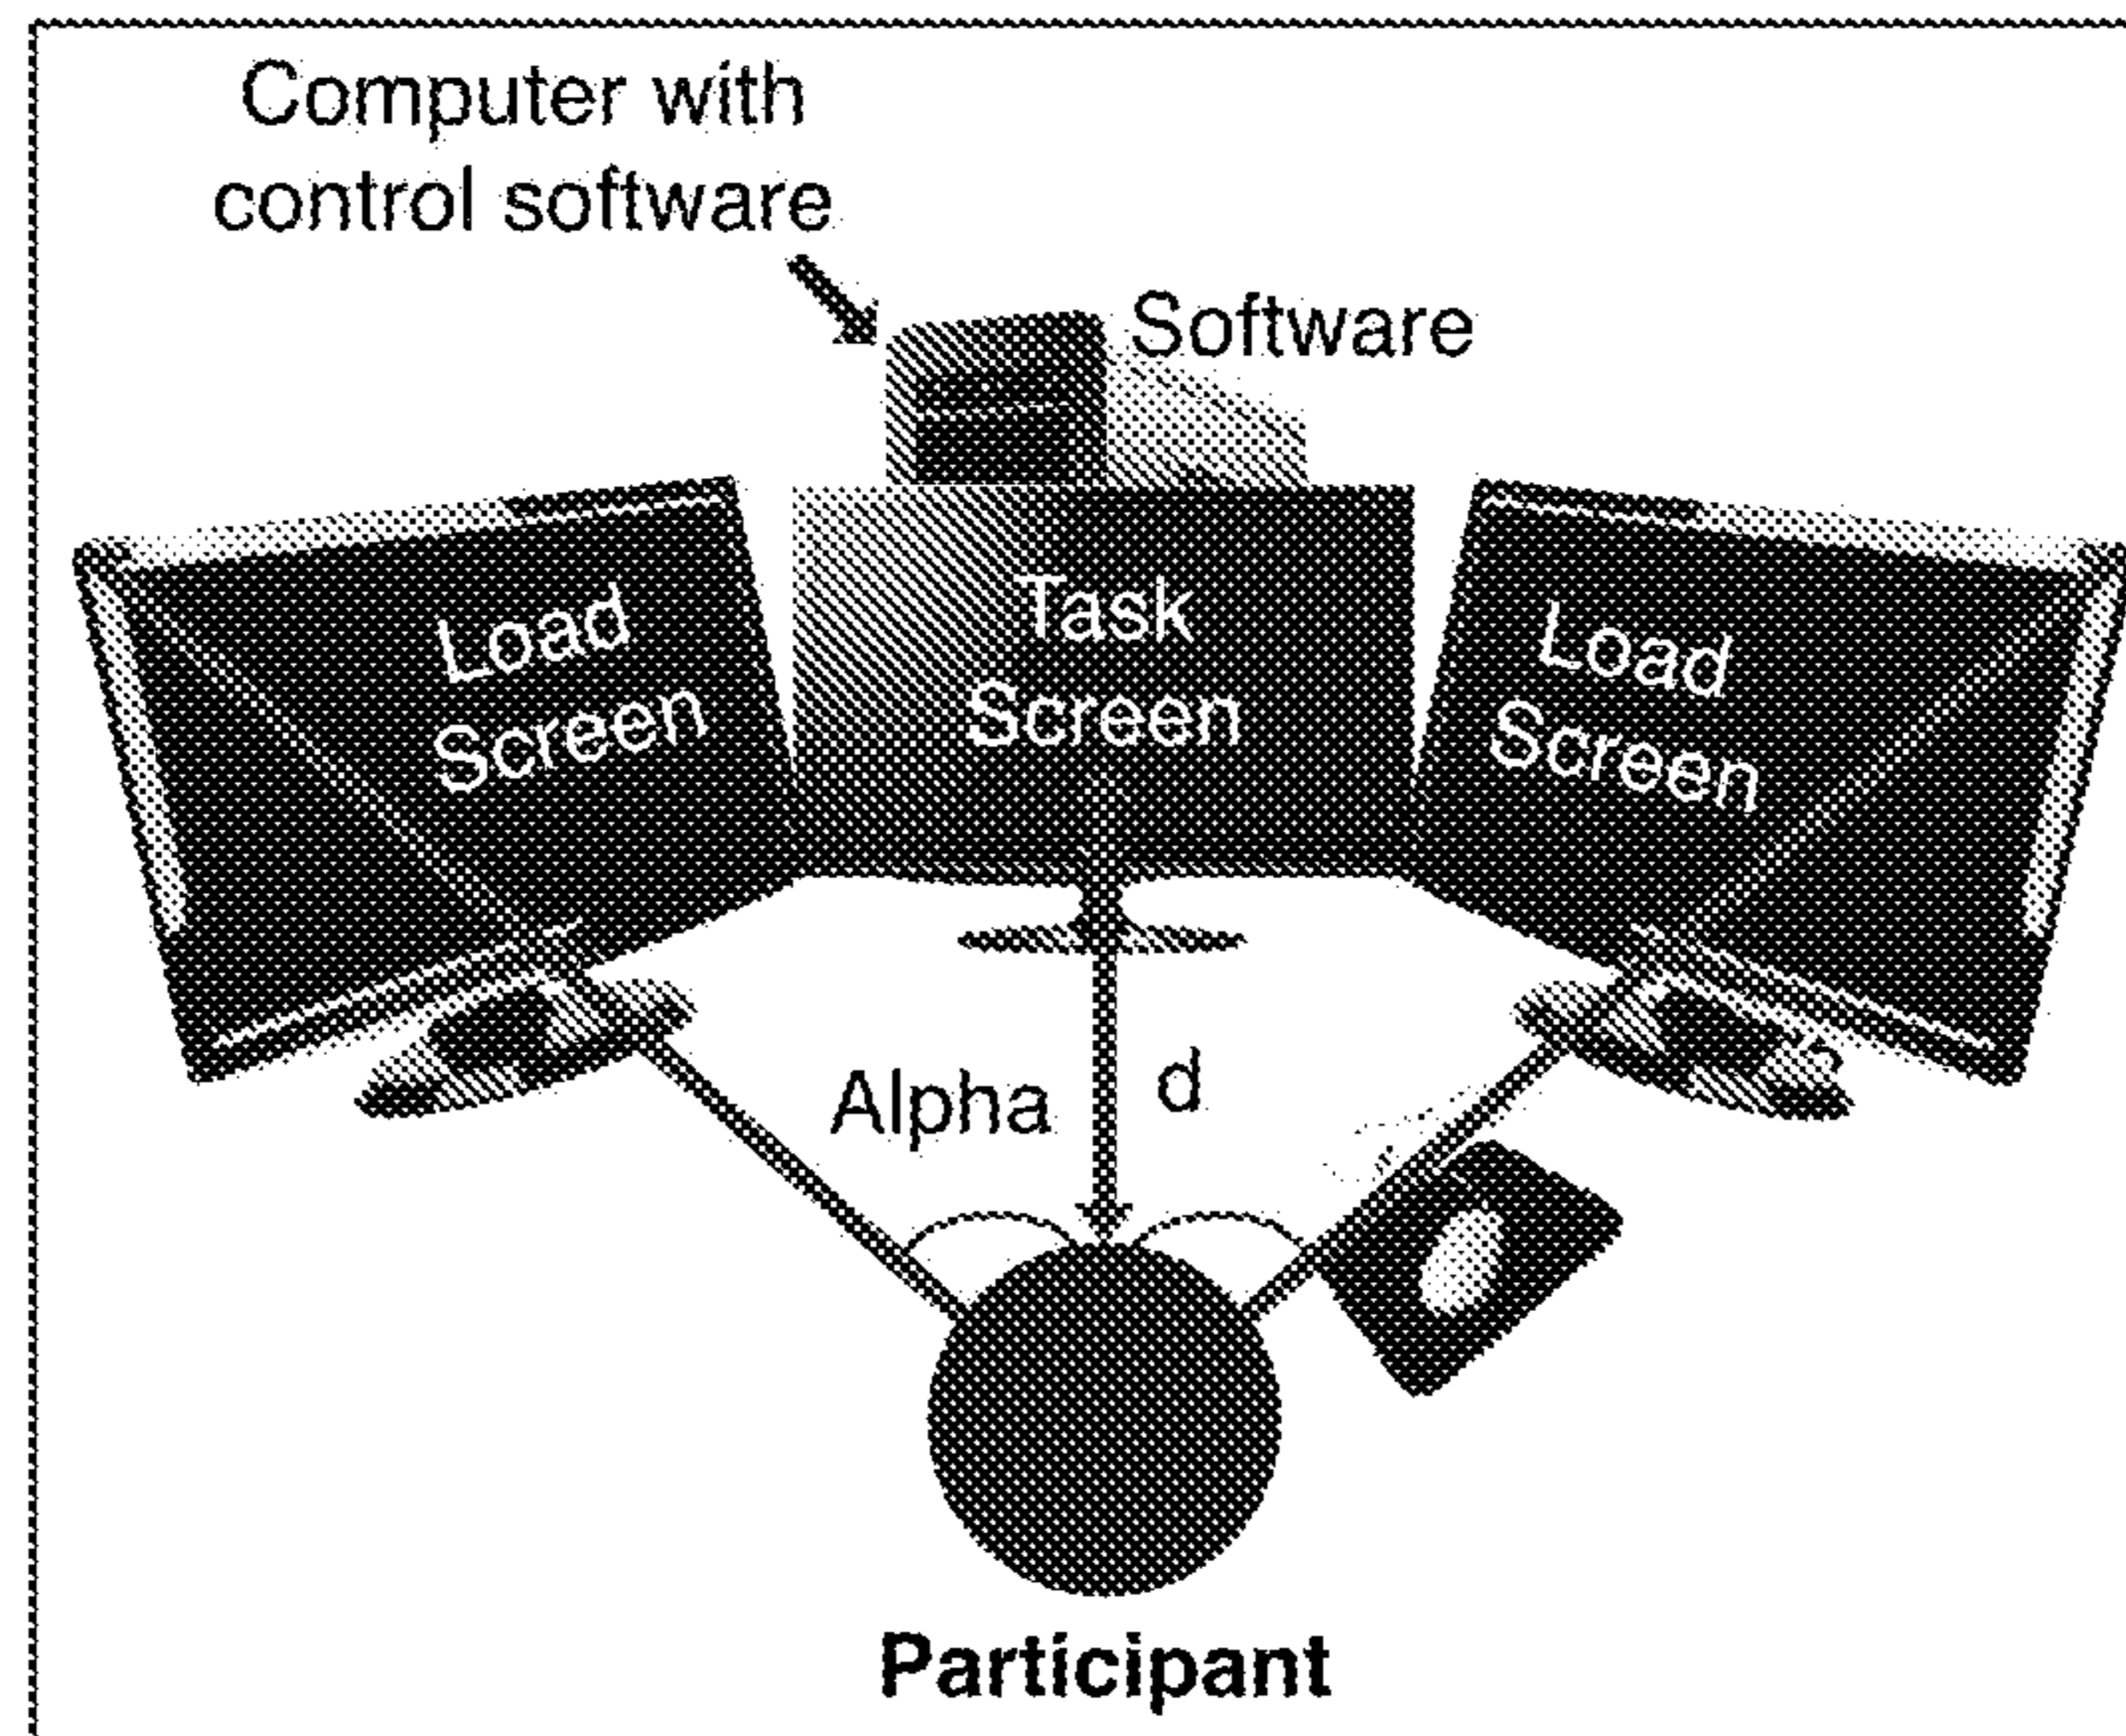 Computer with
control software
Software
Load
Screen
Task
Screen
Load
Screen
Alpha
d
Participant